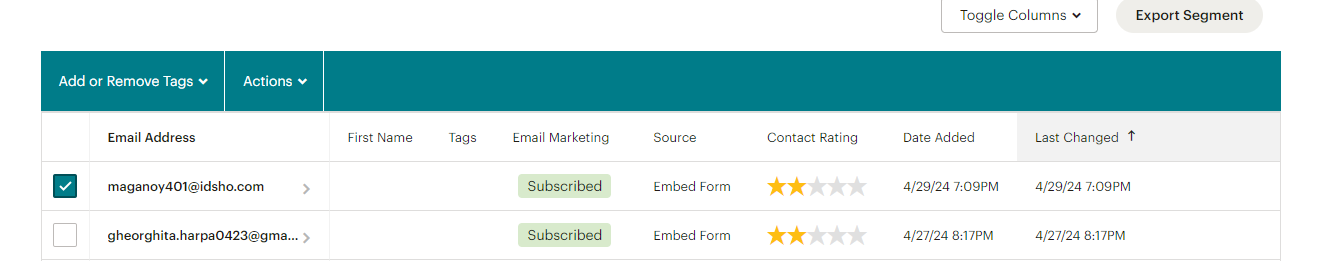 Toggle Columns Export Segment
Add or Remove Tags Actions
Email Address First Name Tags Email Marketing Source Contact Rating Date Added Last Changed ↑
maganoy401@idsho.com Subscribed Embed Form 4/29/24 7:09PM 4/29/24 7:09PM
gheorghita.harpa0423@gma... Subscribed Embed Form 4/27/24 8:17PM 4/27/24 8:17PM